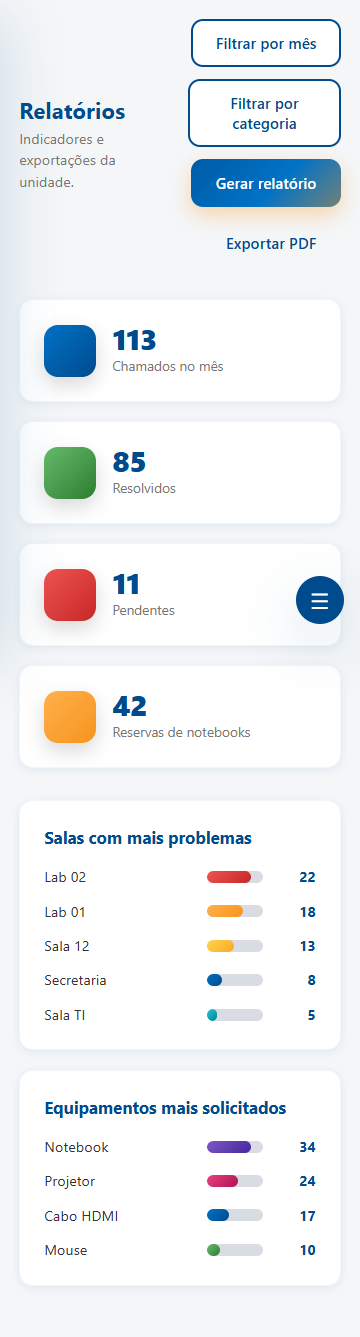 Relatórios
Indicadores e
exportações da
unidade.
Filtrar por mês
Filtrar por
categoria
Gerar relatório
Exportar PDF
113
Chamados no mês
85
Resolvidos
11
Pendentes
42
Reservas de notebooks
Salas com mais problemas
Lab 02 22
Lab 01 18
Sala 12 13
Secretaria 8
Sala TI 5
Equipamentos mais solicitados
Notebook 34
Projetor 24
Cabo HDMI 17
Mouse 10